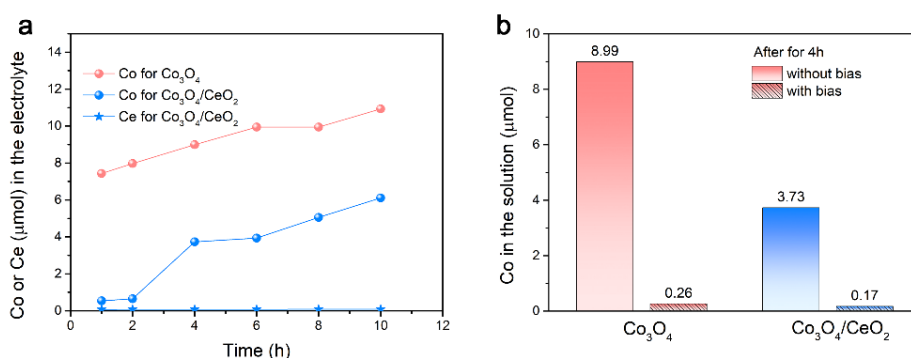 a
Co or Ce (μmol) in the electrolyte
14
12
10
8
6
4
2
0
Co for Co₃O₄
Co for Co₃O₄/CeO₂
Ce for Co₃O₄/CeO₂
0 2 4 6 8 10 12
Time (h)
b
Co in the solution (μmol)
10
8
6
4
2
0
After for 4h
without bias
with bias
8.99
0.26
3.73
0.17
Co₃O₄ Co₃O₄/CeO₂